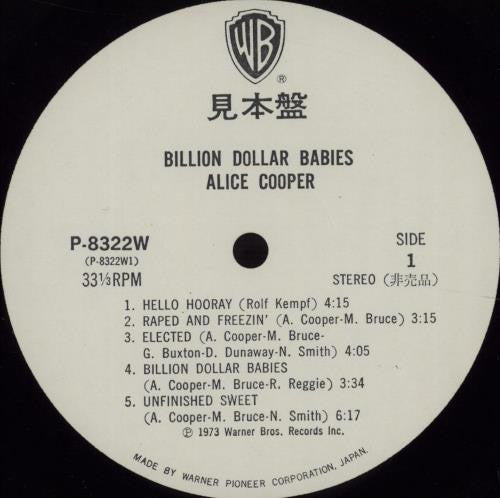 WB
®
見本盤
BILLION DOLLAR BABIES
ALICE COOPER
P-8322W
(P-8322W1)
33⅓RPM
SIDE
1
STEREO (非売品)
1. HELLO HOORAY (Rolf Kempf) 4:15
2. RAPED AND FREEZIN' (A. Cooper-M. Bruce) 3:15
3. ELECTED (A. Cooper-M. Bruce-
G. Buxton-D. Dunaway-N. Smith) 4:05
4. BILLION DOLLAR BABIES
(A. Cooper-M. Bruce-R. Reggie) 3:34
5. UNFINISHED SWEET
(A. Cooper-M. Bruce-N. Smith) 6:17
℗ 1973 Warner Bros. Records Inc.
MADE BY WARNER PIONEER CORPORATION, JAPAN.